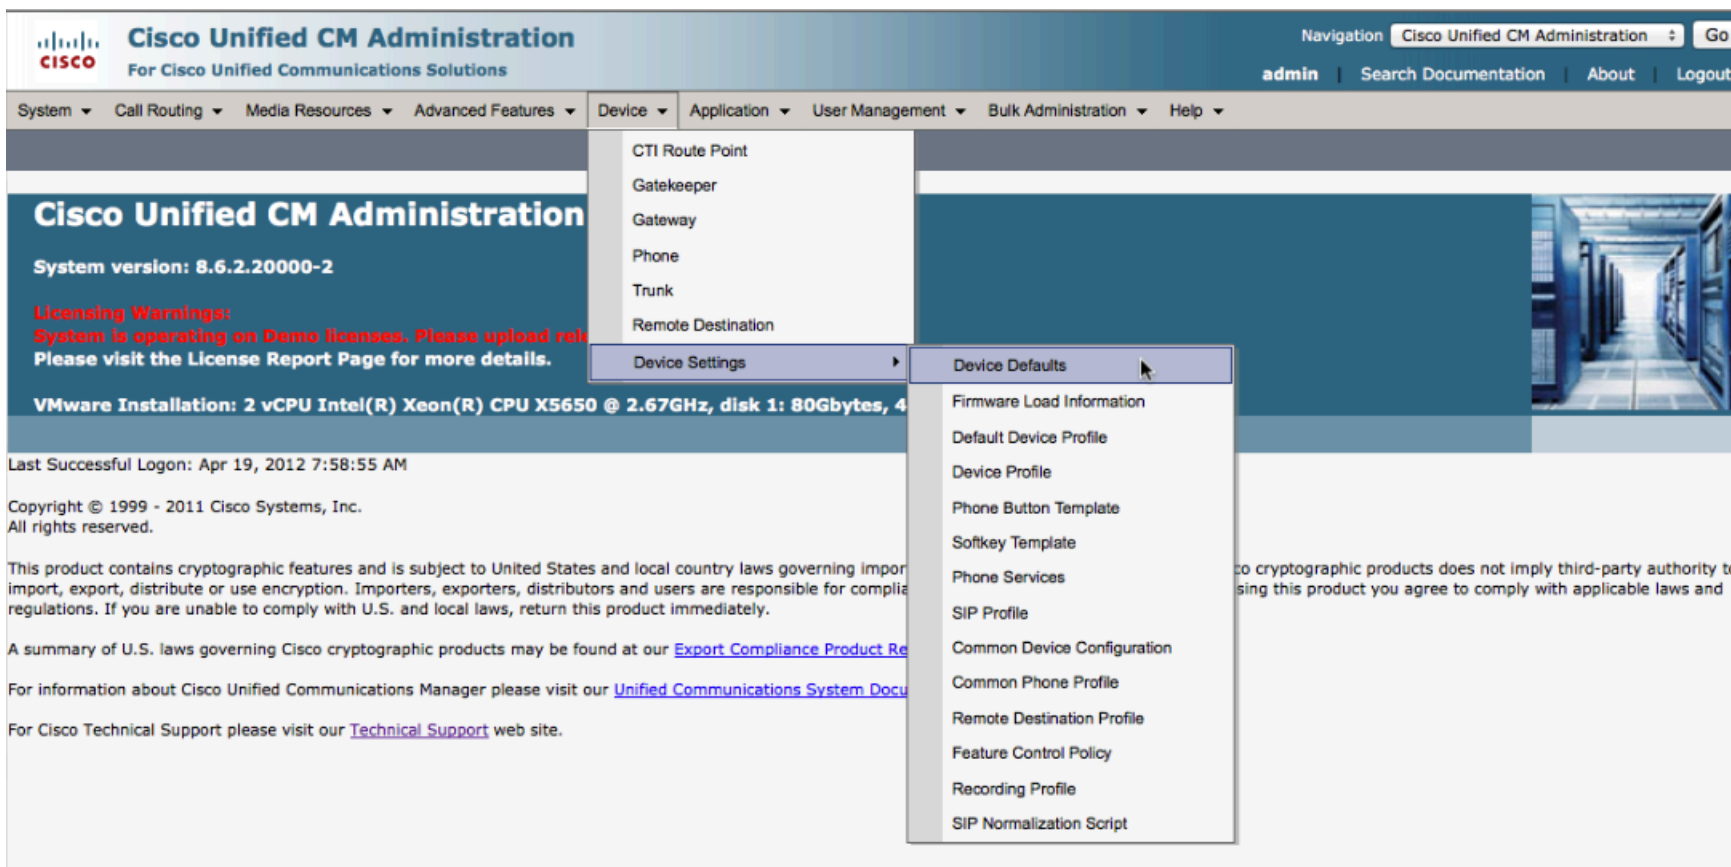 Cisco Unified CM Administration
For Cisco Unified Communications Solutions
CISCO
Navigation Cisco Unified CM Administration Go
admin | Search Documentation | About | Logout
System Call Routing Media Resources Advanced Features Device Application User Management Bulk Administration Help
CTI Route Point
Gatekeeper
Gateway
Phone
Trunk
Remote Destination
Device Settings
Device Defaults
Firmware Load Information
Default Device Profile
Device Profile
Phone Button Template
Softkey Template
Phone Services
SIP Profile
Common Device Configuration
Common Phone Profile
Remote Destination Profile
Feature Control Policy
Recording Profile
SIP Normalization Script
Cisco Unified CM Administration
System version: 8.6.2.20000-2
Licensing Warnings:
System is operating on Demo licenses. Please upload rele
Please visit the License Report Page for more details.
VMware Installation: 2 vCPU Intel(R) Xeon(R) CPU X5650 @ 2.67GHz, disk 1: 80Gbytes, 4
Last Successful Logon: Apr 19, 2012 7:58:55 AM
Copyright © 1999 - 2011 Cisco Systems, Inc.
All rights reserved.
This product contains cryptographic features and is subject to United States and local country laws governing impor co cryptographic products does not imply third-party authority to
import, export, distribute or use encryption. Importers, exporters, distributors and users are responsible for complia sing this product you agree to comply with applicable laws and
regulations. If you are unable to comply with U.S. and local laws, return this product immediately.
A summary of U.S. laws governing Cisco cryptographic products may be found at our Export Compliance Product Re
For information about Cisco Unified Communications Manager please visit our Unified Communications System Docu
For Cisco Technical Support please visit our Technical Support web site.